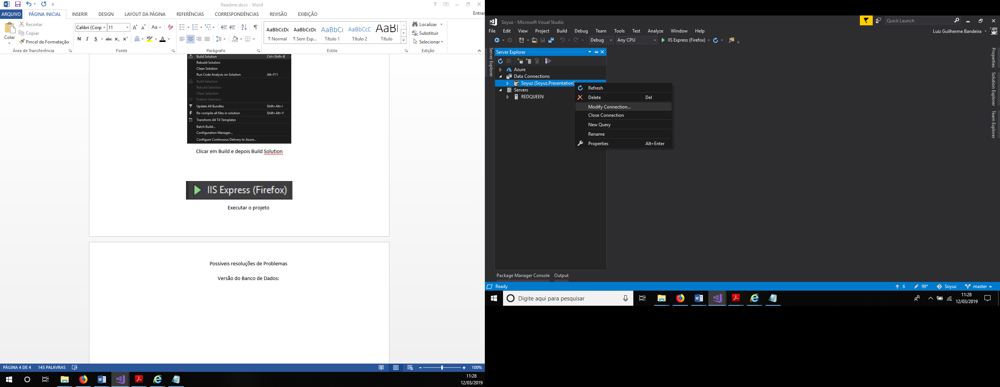 Readme.docx - Word
ARQUIVO PÁGINA INICIAL INSERIR DESIGN LAYOUT DA PÁGINA REFERÊNCIAS CORRESPONDÊNCIAS REVISÃO EXIBIÇÃO Entrar
Colar
Recortar
Copiar
Pincel de Formatação
Área de Transferência
Calibri (Corp 11
Fonte
Parágrafo
AaBbCcDc AaBbCcDc AaBbCc AaBbCcD AaBl
¶ Normal ¶ Sem Esp... Título 1 Título 2 Título
Estilo
Localizar
Substituir
Selecionar
Edição
Build Solution Ctrl+Shift+B
Rebuild Solution
Clean Solution
Run Code Analysis on Solution Alt+F11
Build Selection
Rebuild Selection
Clean Selection
Publish Selection
Update All Bundles Shift+Alt+I
Re-compile all files in solution Shift+Alt+Y
Transform All T4 Templates
Batch Build...
Configuration Manager...
Configure Continuous Delivery to Azure...
Clicar em Build e depois Build Solution
IIS Express (Firefox)
Executar o projeto
Possíveis resoluções de Problemas
Versão do Banco de Dados:
PÁGINA 4 DE 4 145 PALAVRAS 100%
11:28
12/03/2019
Soyuz - Microsoft Visual Studio
Quick Launch
File Edit View Project Build Debug Team Tools Test Analyze Window Help
Luiz Guilherme Bandeira
Debug Any CPU IIS Express (Firefox)
Server Explorer
Server Explorer
Azure
Data Connections
Soyuz (Soyuz.Presentation)
Servers
REDQUEEN
Refresh
Delete Del
Modify Connection...
Close Connection
New Query
Rename
Properties Alt+Enter
Properties
Solution Explorer
Team Explorer
Package Manager Console Output
Ready 6 99* Soyuz master
Digite aqui para pesquisar
11:28
12/03/2019